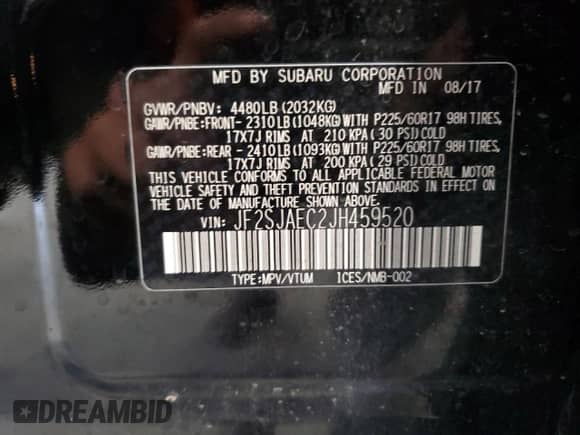 MFD BY SUBARU CORPORATION
MFD IN 08/17
GVWR/PNBV: 4480LB(2032KG)
GAWR/PNBE:FRONT- 2310LB(1048KG)WITH P225/60R17 98H TIRES,
17X7J RIMS AT 210 KPA(30 PSI)COLD
GAWR/PNBE:REAR - 2410LB(1093KG)WITH P225/60R17 98H TIRES,
17X7J RIMS AT 200 KPA(29 PSI)COLD
THIS VEHICLE CONFORMS TO ALL APPLICABLE FEDERAL MOTOR
VEHICLE SAFETY AND THEFT PREVENTION STANDARDS IN EFFECT ON
THE DATE OF MANUFACTURE SHOWN ABOVE.
VIN: JF2SJAEC2JH459520
TYPE:MPV/VTUM ICES/NMB-002
DREAMBID